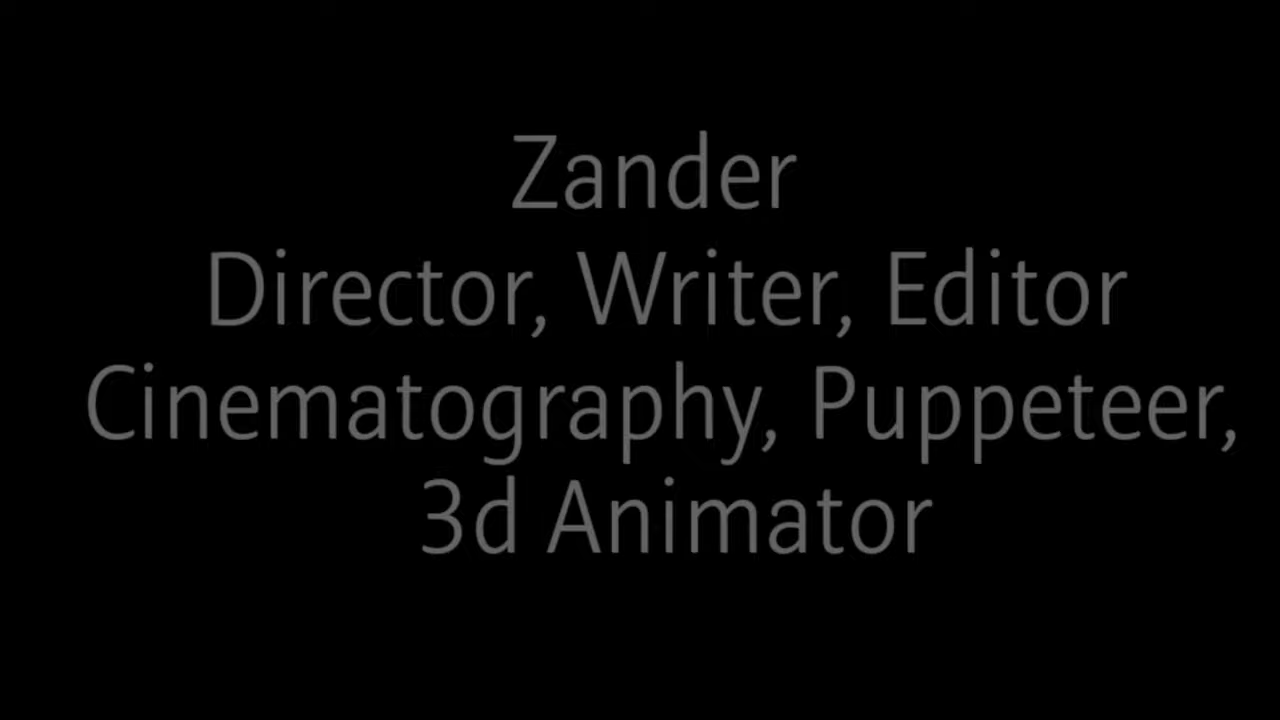 Zander
Director, Writer, Editor
Cinematography, Puppeteer,
3d Animator